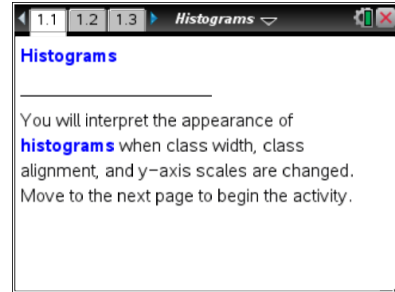 1.1 1.2 1.3 Histograms
Histograms
You will interpret the appearance of
histograms when class width, class
alignment, and y-axis scales are changed.
Move to the next page to begin the activity.